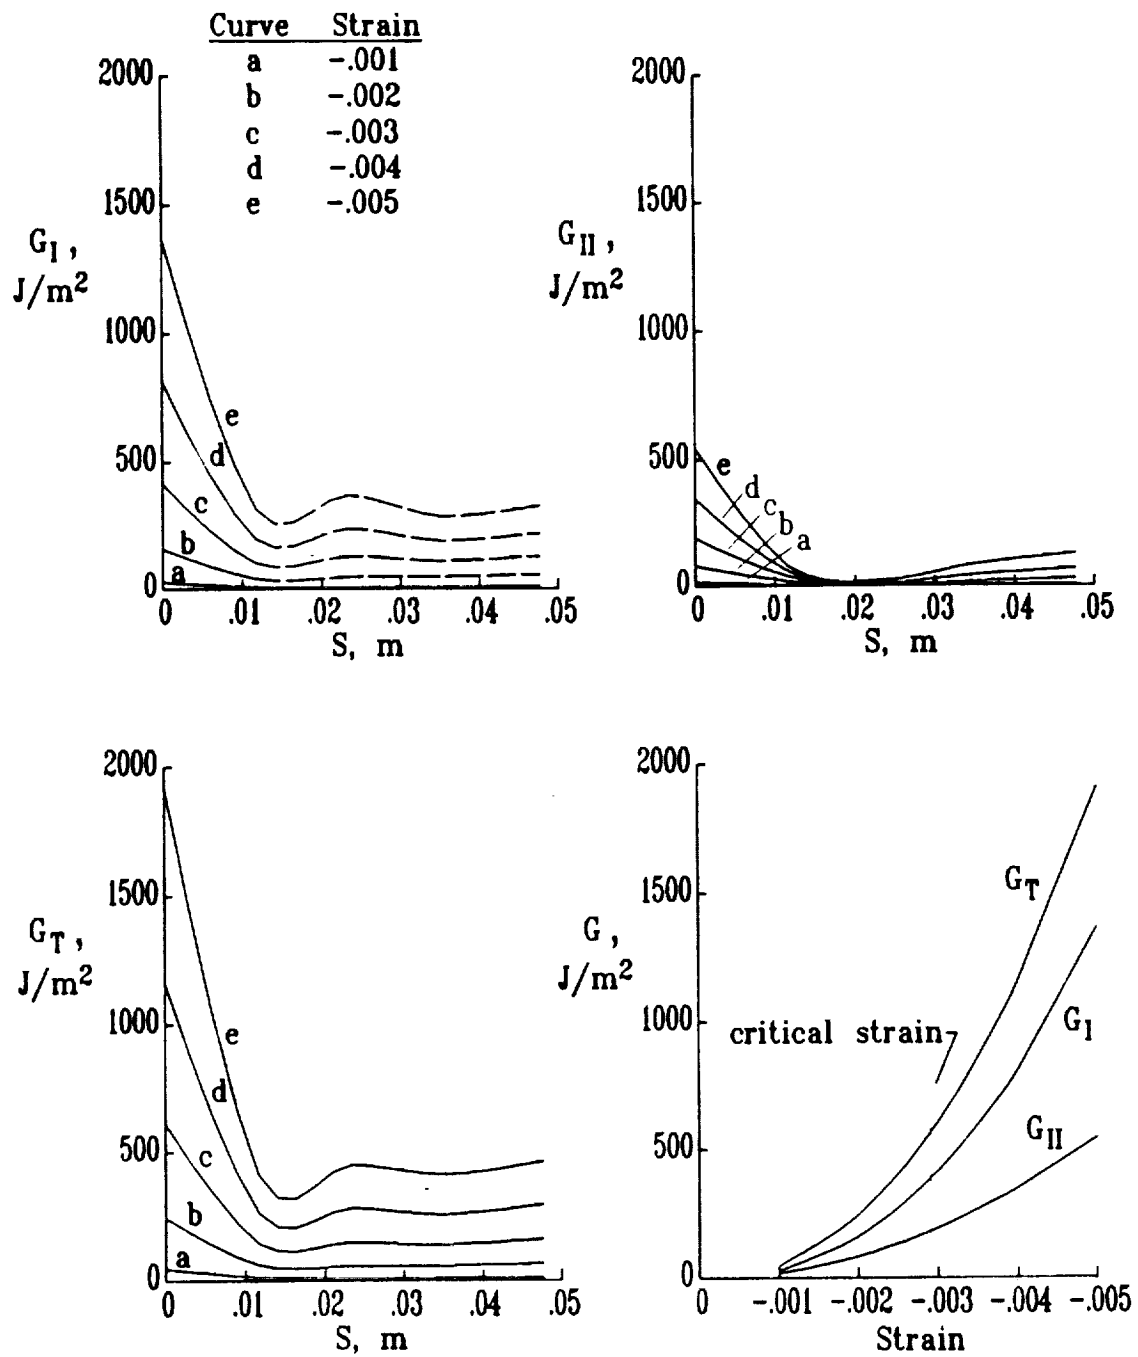 Curve Strain
a -.001
b -.002
c -.003
d -.004
e -.005
2000
1500
1000
500
0
G_I ,
J/m²
e
d
c
b
a
0 .01 .02 .03 .04 .05
S, m
2000
1500
1000
500
0
G_II ,
J/m²
e
d
c
b
a
0 .01 .02 .03 .04 .05
S, m
2000
1500
1000
500
0
G_T ,
J/m²
e
d
c
b
a
0 .01 .02 .03 .04 .05
S, m
2000
1500
1000
500
0
G ,
J/m²
G_T
G_I
critical strain
G_II
0 -.001 -.002 -.003 -.004 -.005
Strain